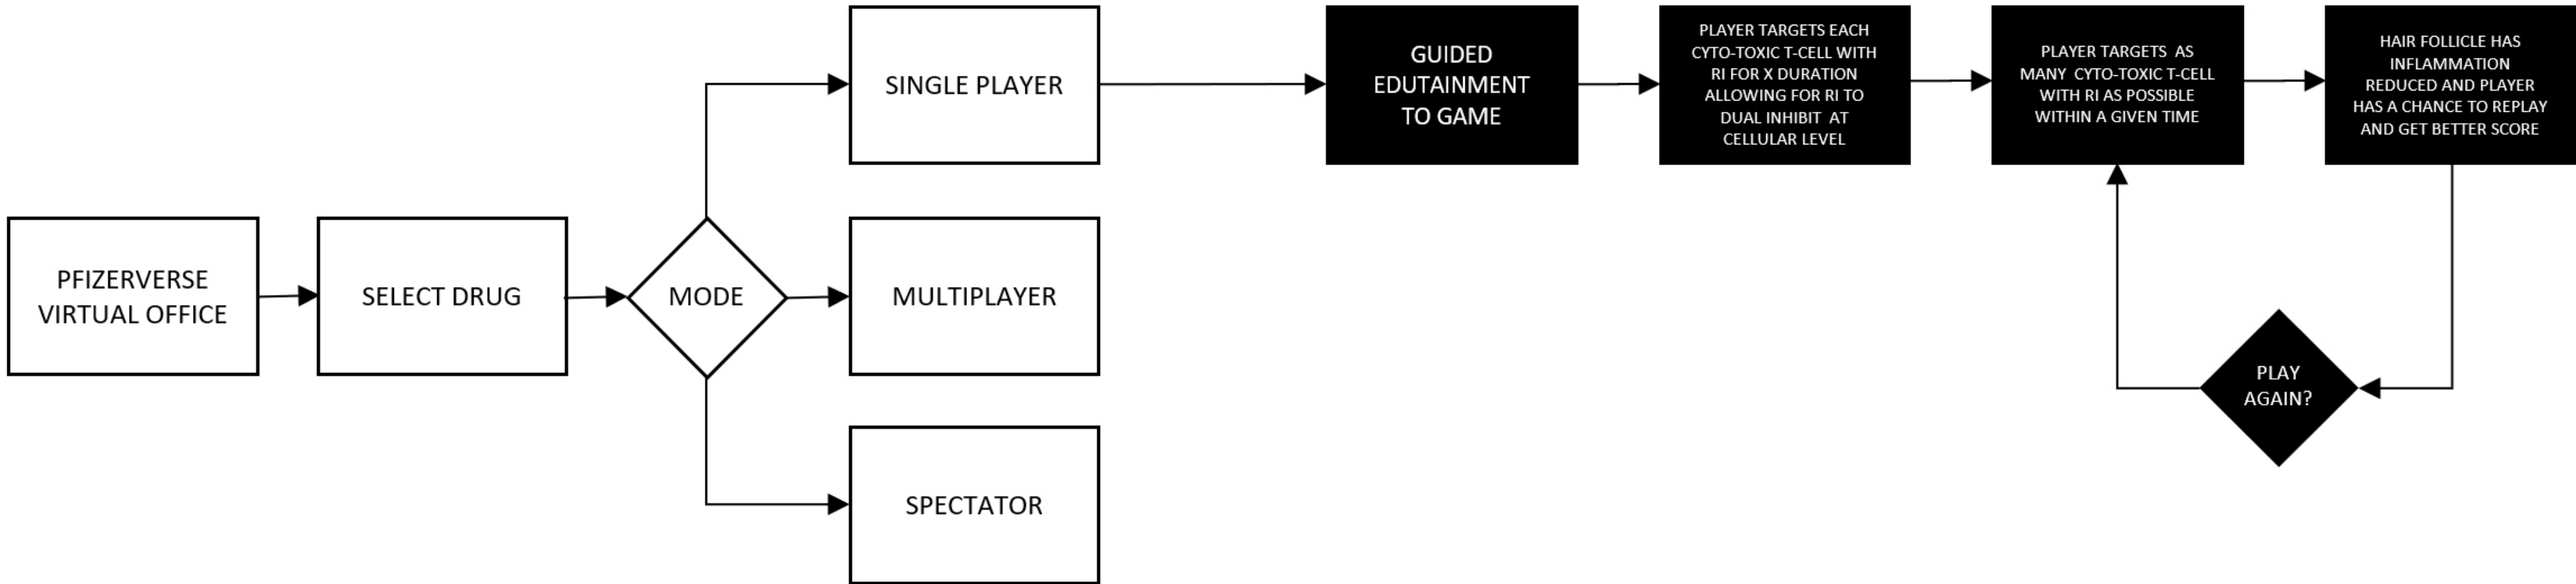 PFIZERVERSE
VIRTUAL OFFICE
SELECT DRUG
MODE
SINGLE PLAYER
MULTIPLAYER
SPECTATOR
GUIDED
EDUTAINMENT
TO GAME
PLAYER TARGETS EACH
CYTO-TOXIC T-CELL WITH
RI FOR X DURATION
ALLOWING FOR RI TO
DUAL INHIBIT AT
CELLULAR LEVEL
PLAYER TARGETS AS
MANY CYTO-TOXIC T-CELL
WITH RI AS POSSIBLE
WITHIN A GIVEN TIME
HAIR FOLLICLE HAS
INFLAMMATION
REDUCED AND PLAYER
HAS A CHANCE TO REPLAY
AND GET BETTER SCORE
PLAY
AGAIN?